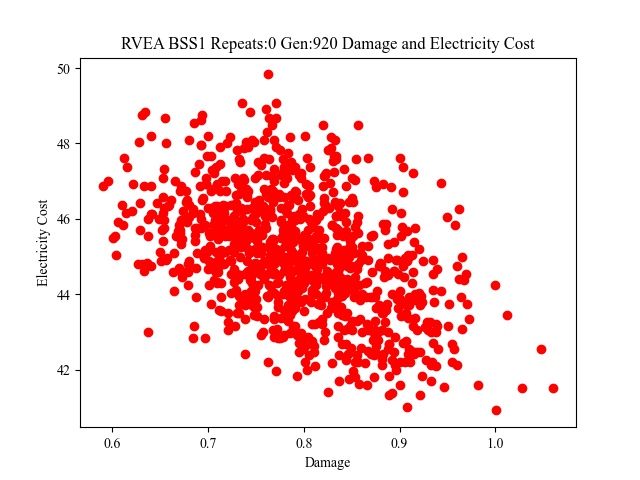 RVEA BSS1 Repeats:0 Gen:920 Damage and Electricity Cost
50
48
46
44
42
Electricity Cost
0.6 0.7 0.8 0.9 1.0
Damage